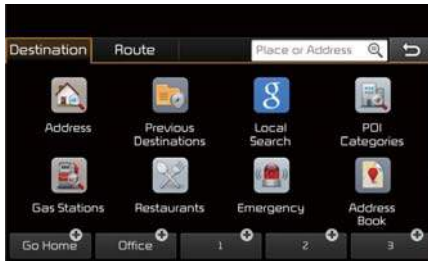 Destination Route Place or Address
g
Address Previous Destinations Local Search POI Categories
Gas Stations Restaurants Emergency Address Book
Go Home Office 1 2 3